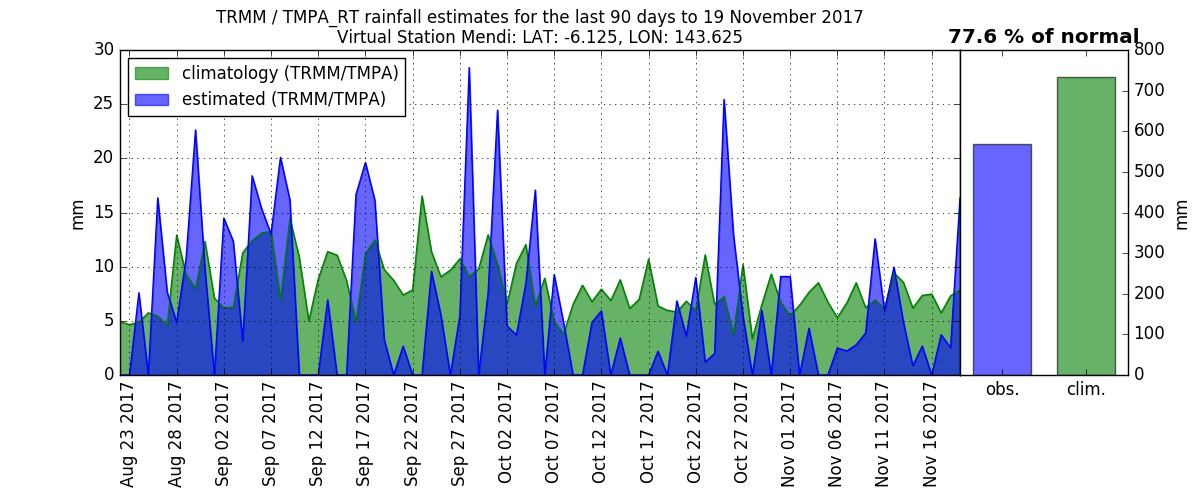 TRMM / TMPA_RT rainfall estimates for the last 90 days to 19 November 2017
Virtual Station Mendi: LAT: -6.125, LON: 143.625
77.6 % of normal
climatology (TRMM/TMPA)
estimated (TRMM/TMPA)
30
25
20
15
10
5
0
mm
800
700
600
500
400
300
200
100
0
mm
Aug 23 2017
Aug 28 2017
Sep 02 2017
Sep 07 2017
Sep 12 2017
Sep 17 2017
Sep 22 2017
Sep 27 2017
Oct 02 2017
Oct 07 2017
Oct 12 2017
Oct 17 2017
Oct 22 2017
Oct 27 2017
Nov 01 2017
Nov 06 2017
Nov 11 2017
Nov 16 2017
obs.
clim.